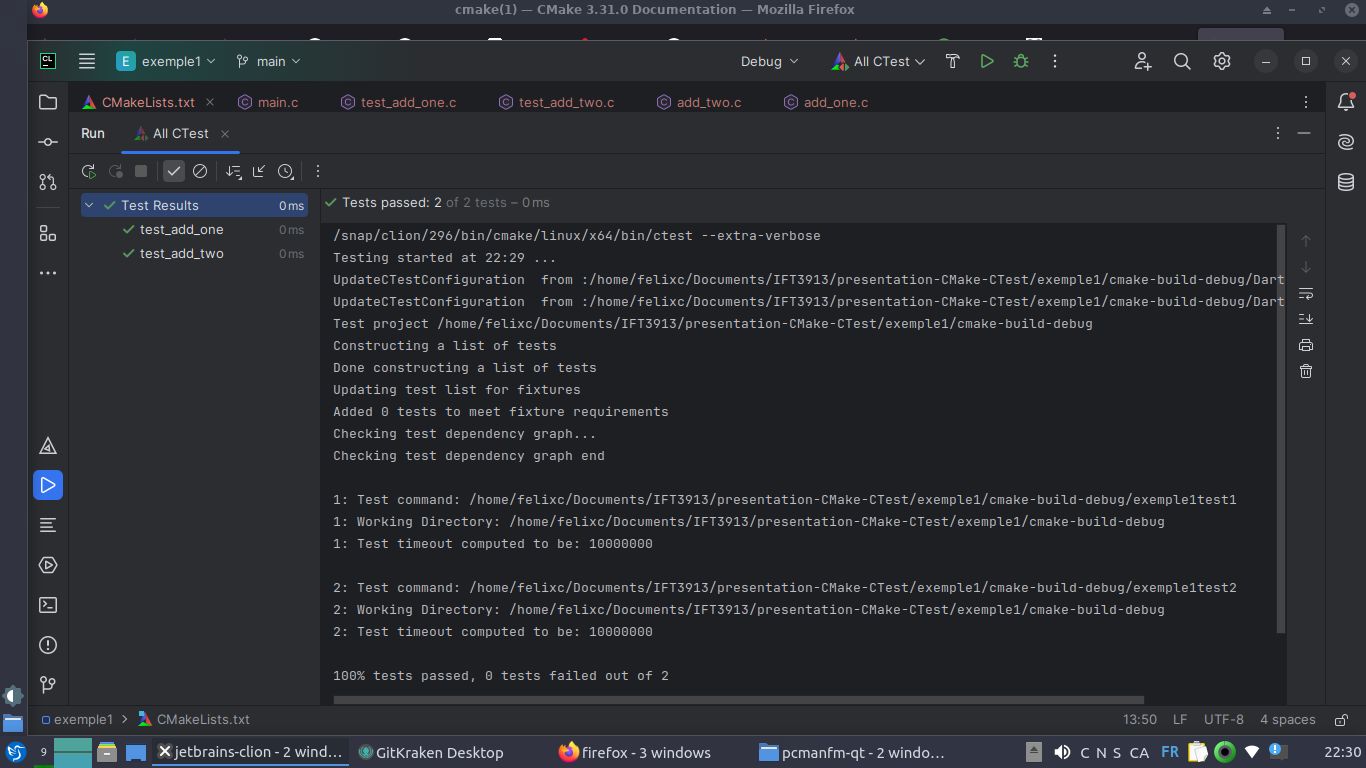 cmake(1) — CMake 3.31.0 Documentation — Mozilla Firefox
CL E exemple1 main Debug All CTest
CMakeLists.txt main.c test_add_one.c test_add_two.c add_two.c add_one.c
Run All CTest
Test Results 0 ms
test_add_one 0 ms
test_add_two 0 ms
Tests passed: 2 of 2 tests – 0 ms
/snap/clion/296/bin/cmake/linux/x64/bin/ctest --extra-verbose
Testing started at 22:29 ...
UpdateCTestConfiguration  from :/home/felixc/Documents/IFT3913/presentation-CMake-CTest/exemple1/cmake-build-debug/Dart
UpdateCTestConfiguration  from :/home/felixc/Documents/IFT3913/presentation-CMake-CTest/exemple1/cmake-build-debug/Dart
Test project /home/felixc/Documents/IFT3913/presentation-CMake-CTest/exemple1/cmake-build-debug
Constructing a list of tests
Done constructing a list of tests
Updating test list for fixtures
Added 0 tests to meet fixture requirements
Checking test dependency graph...
Checking test dependency graph end
1: Test command: /home/felixc/Documents/IFT3913/presentation-CMake-CTest/exemple1/cmake-build-debug/exemple1test1
1: Working Directory: /home/felixc/Documents/IFT3913/presentation-CMake-CTest/exemple1/cmake-build-debug
1: Test timeout computed to be: 10000000
2: Test command: /home/felixc/Documents/IFT3913/presentation-CMake-CTest/exemple1/cmake-build-debug/exemple1test2
2: Working Directory: /home/felixc/Documents/IFT3913/presentation-CMake-CTest/exemple1/cmake-build-debug
2: Test timeout computed to be: 10000000
100% tests passed, 0 tests failed out of 2
exemple1 > CMakeLists.txt 13:50 LF UTF-8 4 spaces
9 jetbrains-clion - 2 wind... GitKraken Desktop firefox - 3 windows pcmanfm-qt - 2 windo... C N S CA FR 22:30